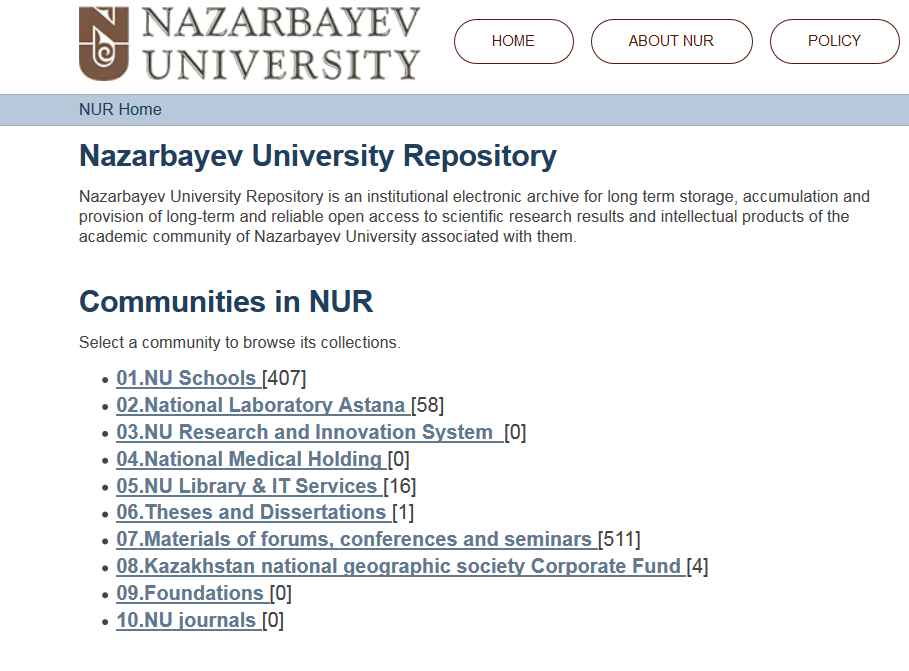 NAZARBAYEV
UNIVERSITY
HOME
ABOUT NUR
POLICY
NUR Home
Nazarbayev University Repository
Nazarbayev University Repository is an institutional electronic archive for long term storage, accumulation and
provision of long-term and reliable open access to scientific research results and intellectual products of the
academic community of Nazarbayev University associated with them.
Communities in NUR
Select a community to browse its collections.
01.NU Schools [407]
02.National Laboratory Astana [58]
03.NU Research and Innovation System [0]
04.National Medical Holding [0]
05.NU Library & IT Services [16]
06.Theses and Dissertations [1]
07.Materials of forums, conferences and seminars [511]
08.Kazakhstan national geographic society Corporate Fund [4]
09.Foundations [0]
10.NU journals [0]